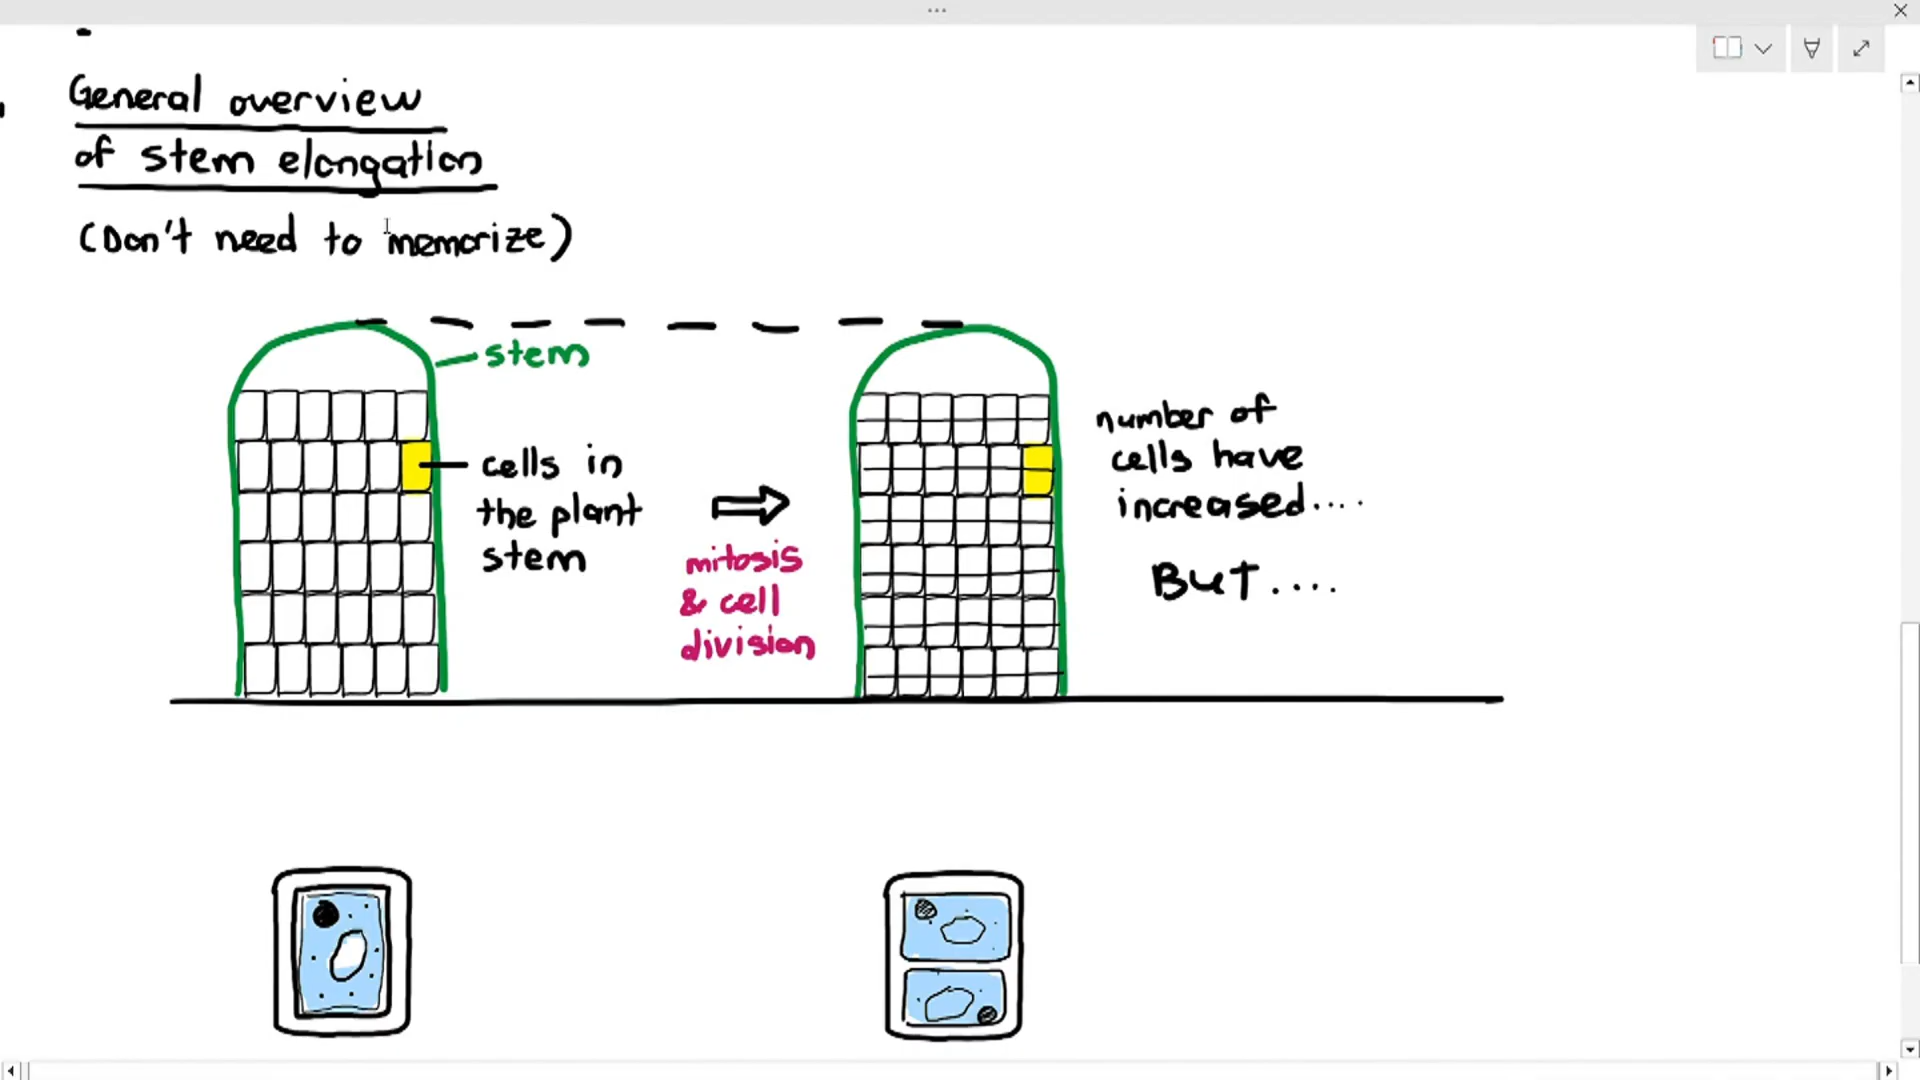 General overview
of stem elongation
(Don't need to memorize)
stem
cells in
the plant
stem
mitosis
& cell
division
number of
cells have
increased....
But....